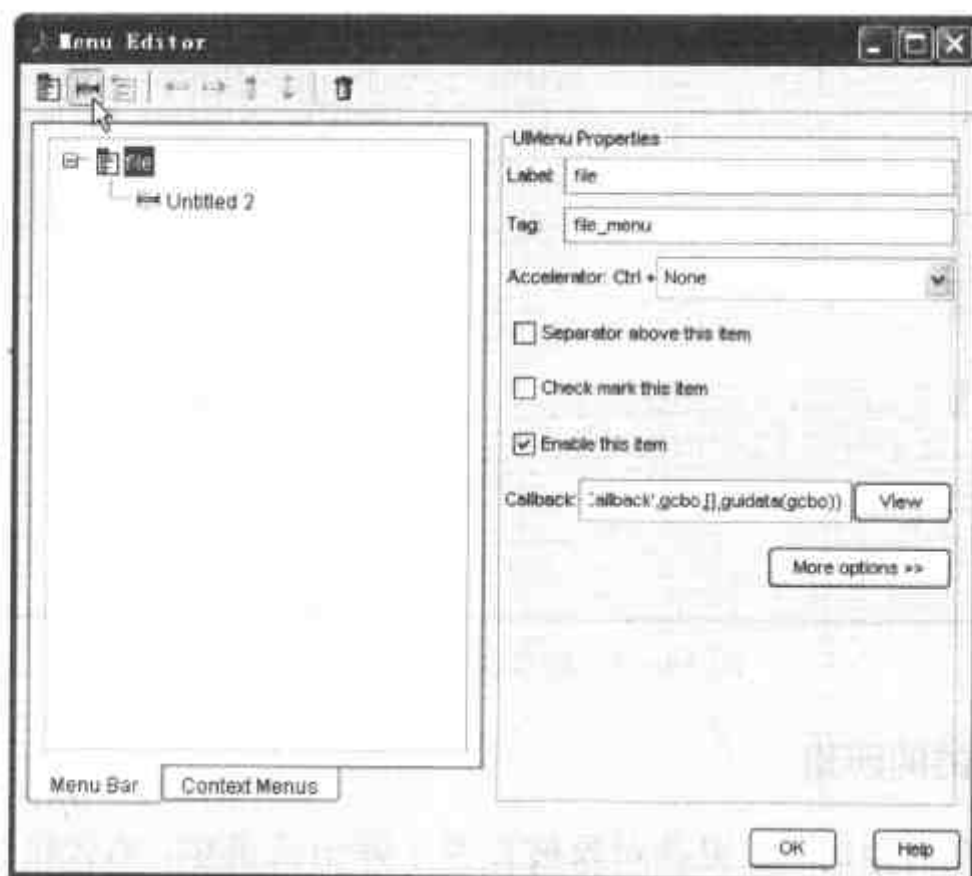 Menu Editor
UIMenu Properties
file
Untitled 2
Label: file
Tag: file_menu
Accelerator: Ctrl + None
Separator above this item
Check mark this item
Enable this item
Callback: Callback',gcbo,[],guidata(gcbo)) View
More options >>
Menu Bar Context Menus
OK Help